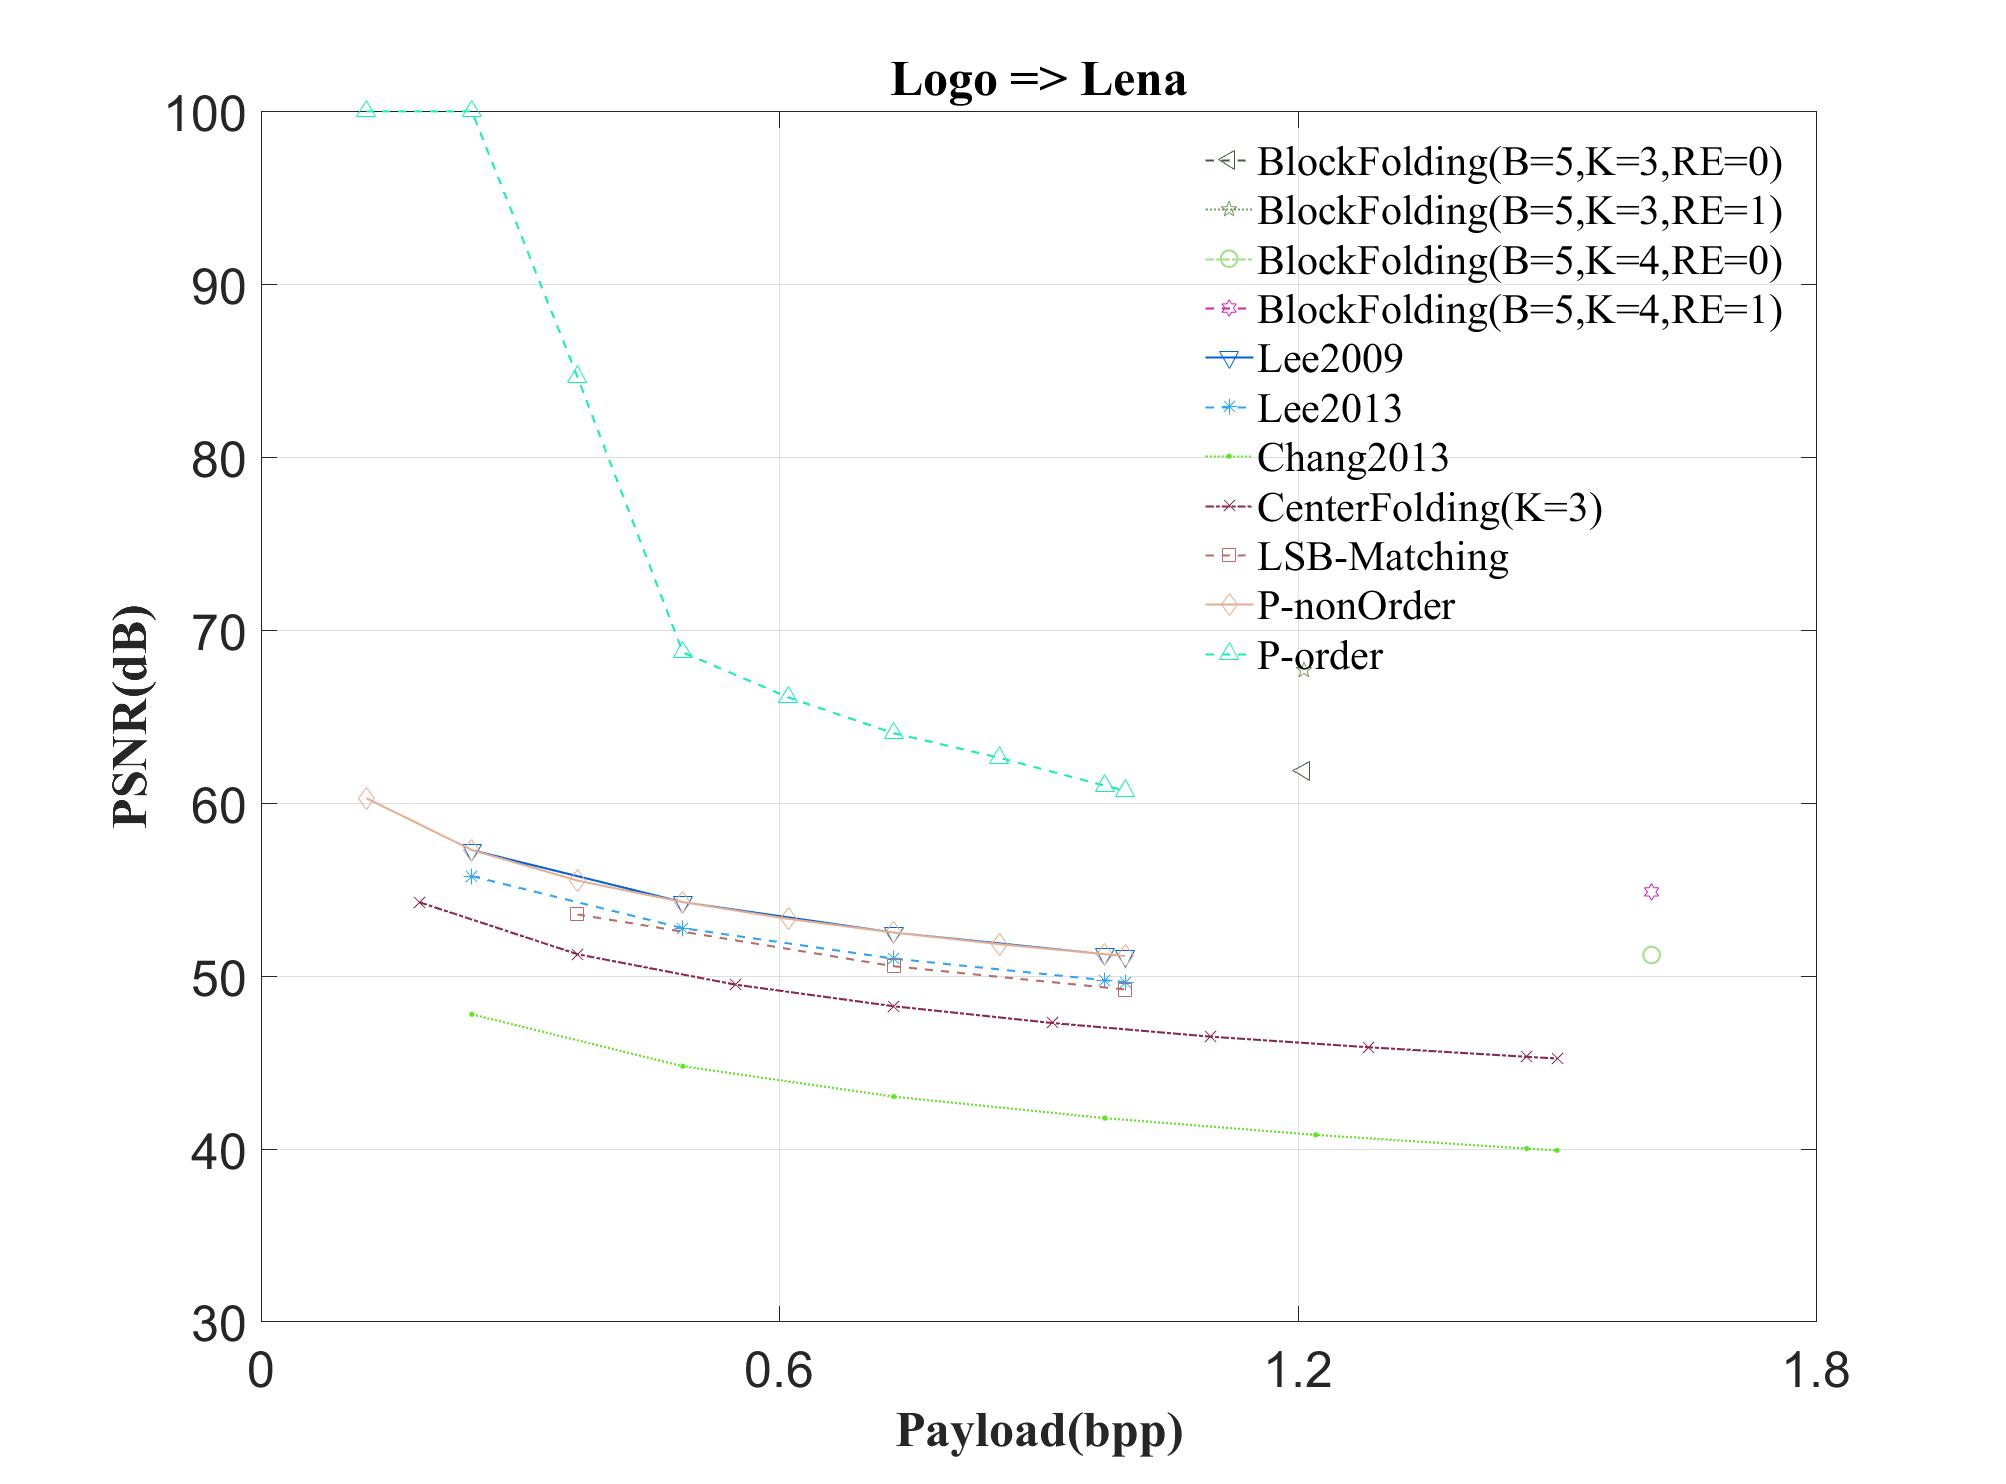 Logo => Lena
100
90
80
70
60
50
40
30
PSNR(dB)
BlockFolding(B=5,K=3,RE=0)
BlockFolding(B=5,K=3,RE=1)
BlockFolding(B=5,K=4,RE=0)
BlockFolding(B=5,K=4,RE=1)
Lee2009
Lee2013
Chang2013
CenterFolding(K=3)
LSB-Matching
P-nonOrder
P-order
0 0.6 1.2 1.8
Payload(bpp)